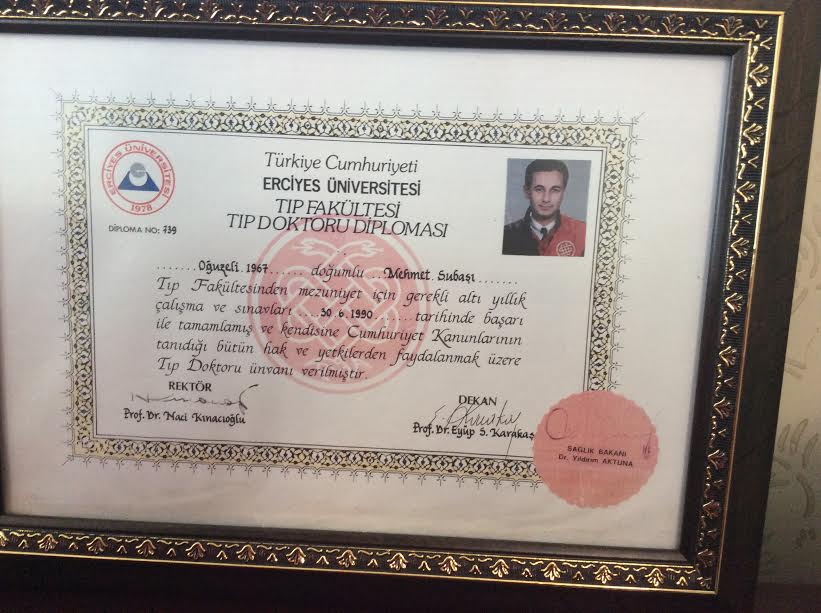 ERCİYES ÜNİVERSİTESİ
1978
DİPLOMA NO: 739
Türkiye Cumhuriyeti
ERCİYES ÜNİVERSİTESİ
TIP FAKÜLTESİ
TIP DOKTORU DİPLOMASI
.......Oğuzeli 1967...... doğumlu ...Mehmet Subaşı.......
Tıp Fakültesinden mezuniyet için gerekli altı yıllık
çalışma ve sınavları ....30 6 1990........ tarihinde başarı
ile tamamlamış ve kendisine Cumhuriyet Kanunlarının
tanıdığı bütün hak ve yetkilerden faydalanmak üzere
Tıp Doktoru ünvanı verilmiştir.
REKTÖR
Prof. Dr. Naci Kınacıoğlu
DEKAN
Prof. Dr. Eyüp S. Karakaş
SAĞLIK BAKANI
Dr. Yıldırım AKTUNA